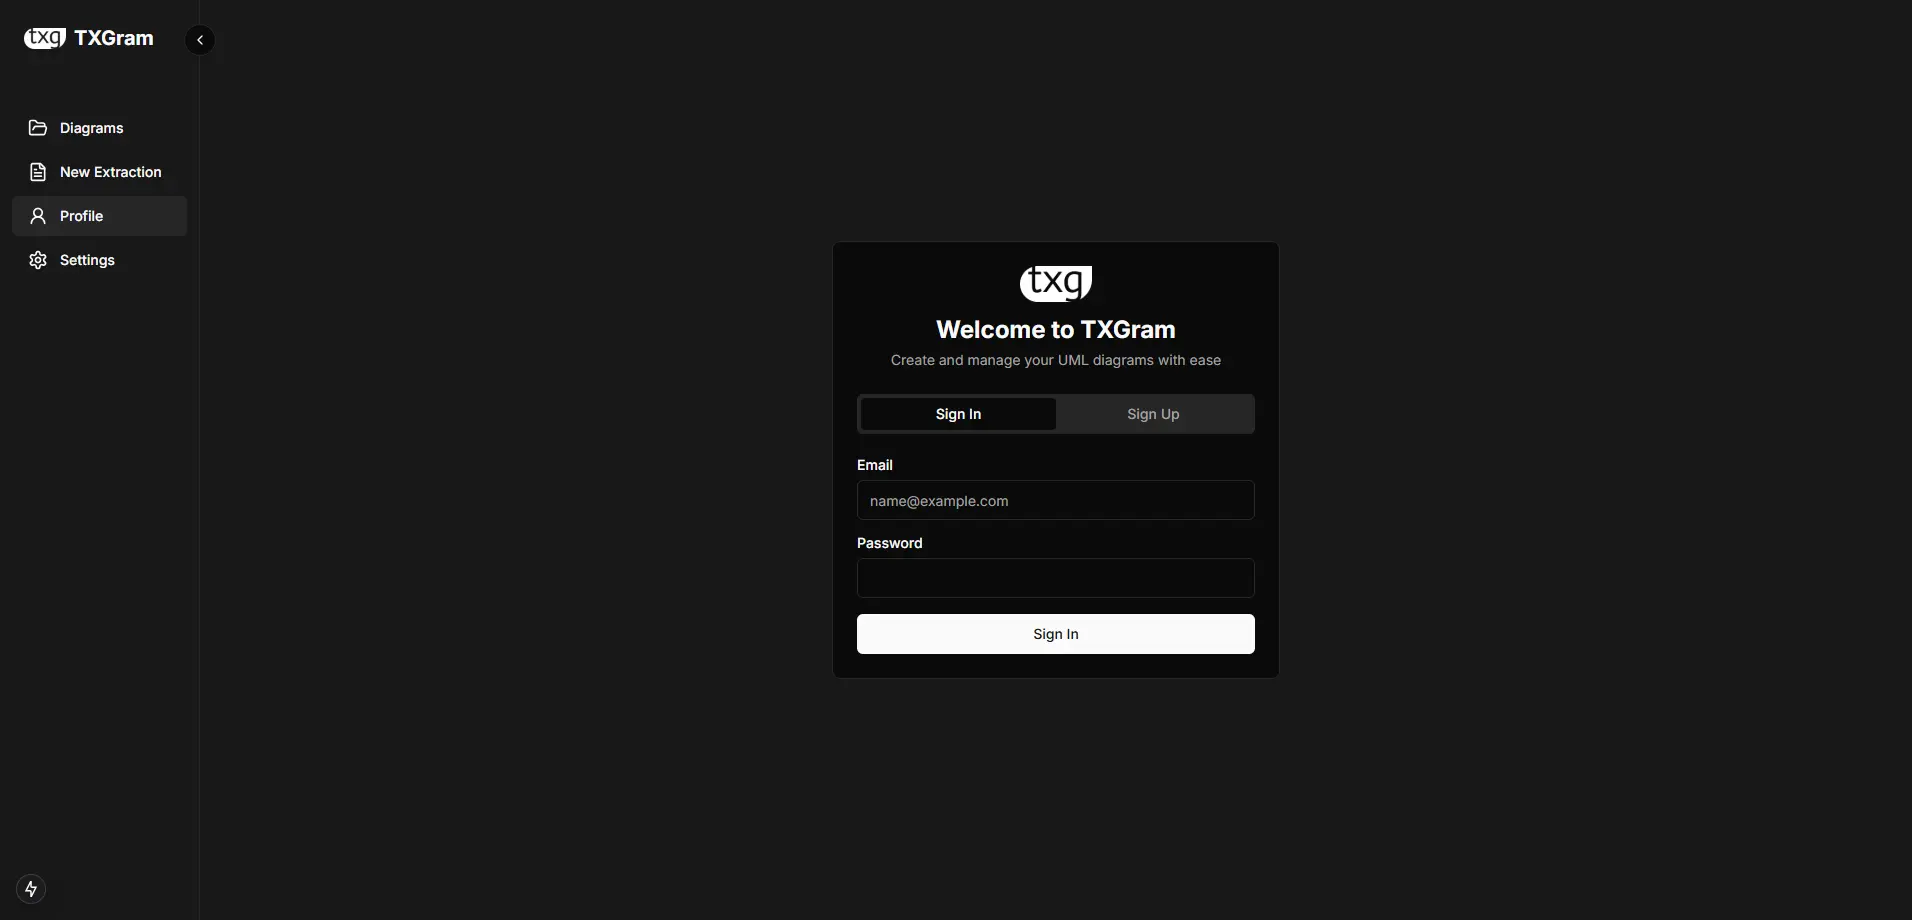 txg TXGram
Diagrams
New Extraction
Profile
Settings
txg
Welcome to TXGram
Create and manage your UML diagrams with ease
Sign In Sign Up
Email
name@example.com
Password
Sign In